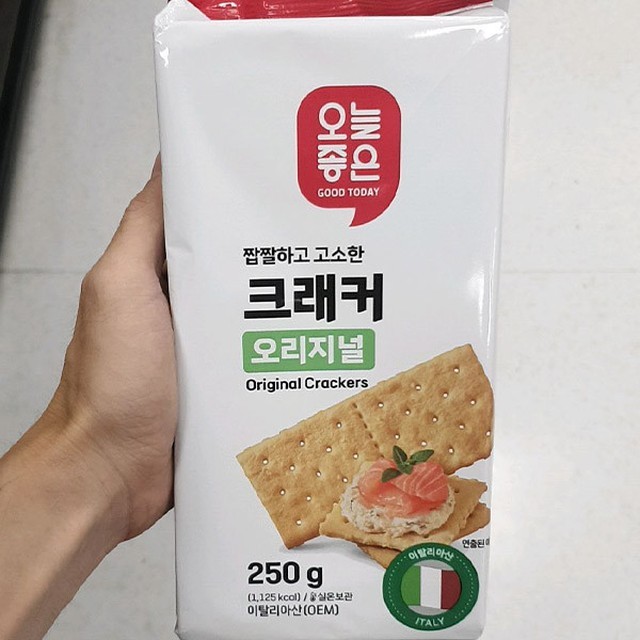 오늘
좋은
GOOD TODAY
짭짤하고 고소한
크래커
오리지널
Original Crackers
연출된
250 g
(1,125 kcal) / 실온보관
이탈리아산(OEM)
이탈리아산
ITALY